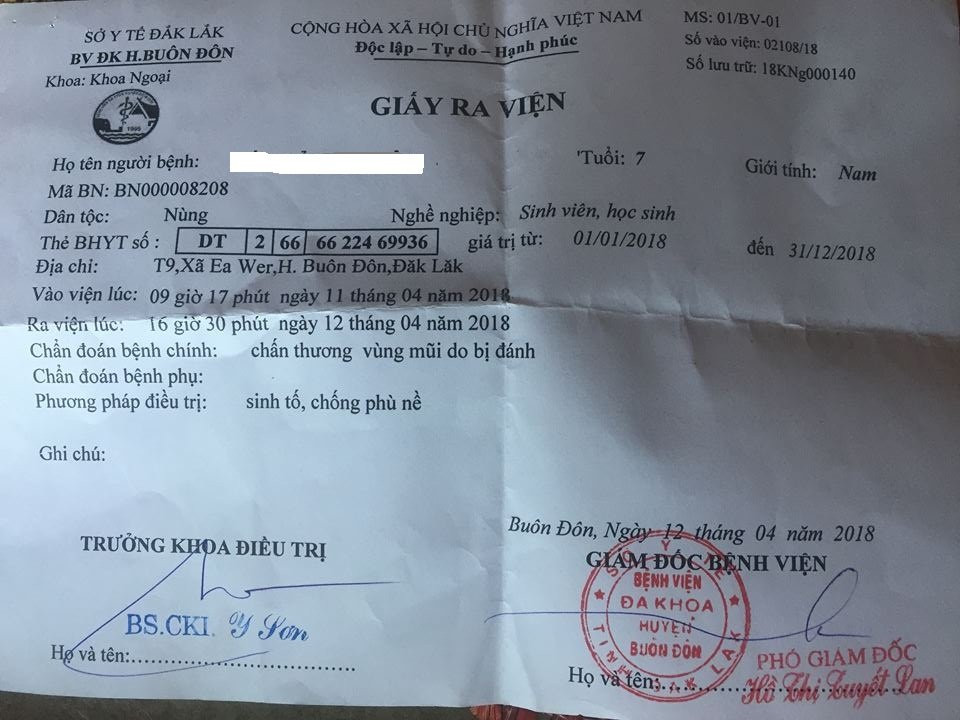 SỞ Y TẾ ĐẮK LẮK
BV ĐK H.BUÔN ĐÔN
Khoa: Khoa Ngoại
CỘNG HÒA XÃ HỘI CHỦ NGHĨA VIỆT NAM
Độc lập – Tự do – Hạnh phúc
MS: 01/BV-01
Số vào viện: 02108/18
Số lưu trữ: 18KNg000140
GIẤY RA VIỆN
1995
Họ tên người bệnh: Tuổi: 7 Giới tính: Nam
Mã BN: BN000008208
Dân tộc: Nùng Nghề nghiệp: Sinh viên, học sinh
Thẻ BHYT số : DT 2 66 66 224 69936 giá trị từ: 01/01/2018 đến 31/12/2018
Địa chỉ: T9,Xã Ea Wer,H. Buôn Đôn,Đăk Lăk
Vào viện lúc: 09 giờ 17 phút ngày 11 tháng 04 năm 2018
Ra viện lúc: 16 giờ 30 phút ngày 12 tháng 04 năm 2018
Chẩn đoán bệnh chính: chấn thương vùng mũi do bị đánh
Chẩn đoán bệnh phụ:
Phương pháp điều trị: sinh tố, chống phù nề
Ghi chú:
Buôn Đôn, Ngày 12 tháng 04 năm 2018
TRƯỞNG KHOA ĐIỀU TRỊ
GIÁM ĐỐC BỆNH VIỆN
SỞ Y TẾ
BỆNH VIỆN
ĐA KHOA
HUYỆN
BUÔN ĐÔN
TỈNH ĐAK LAK
BS.CKI. Y Sơn
Họ và tên:
PHÓ GIÁM ĐỐC
Họ và tên: Hồ Thị Tuyết Lan